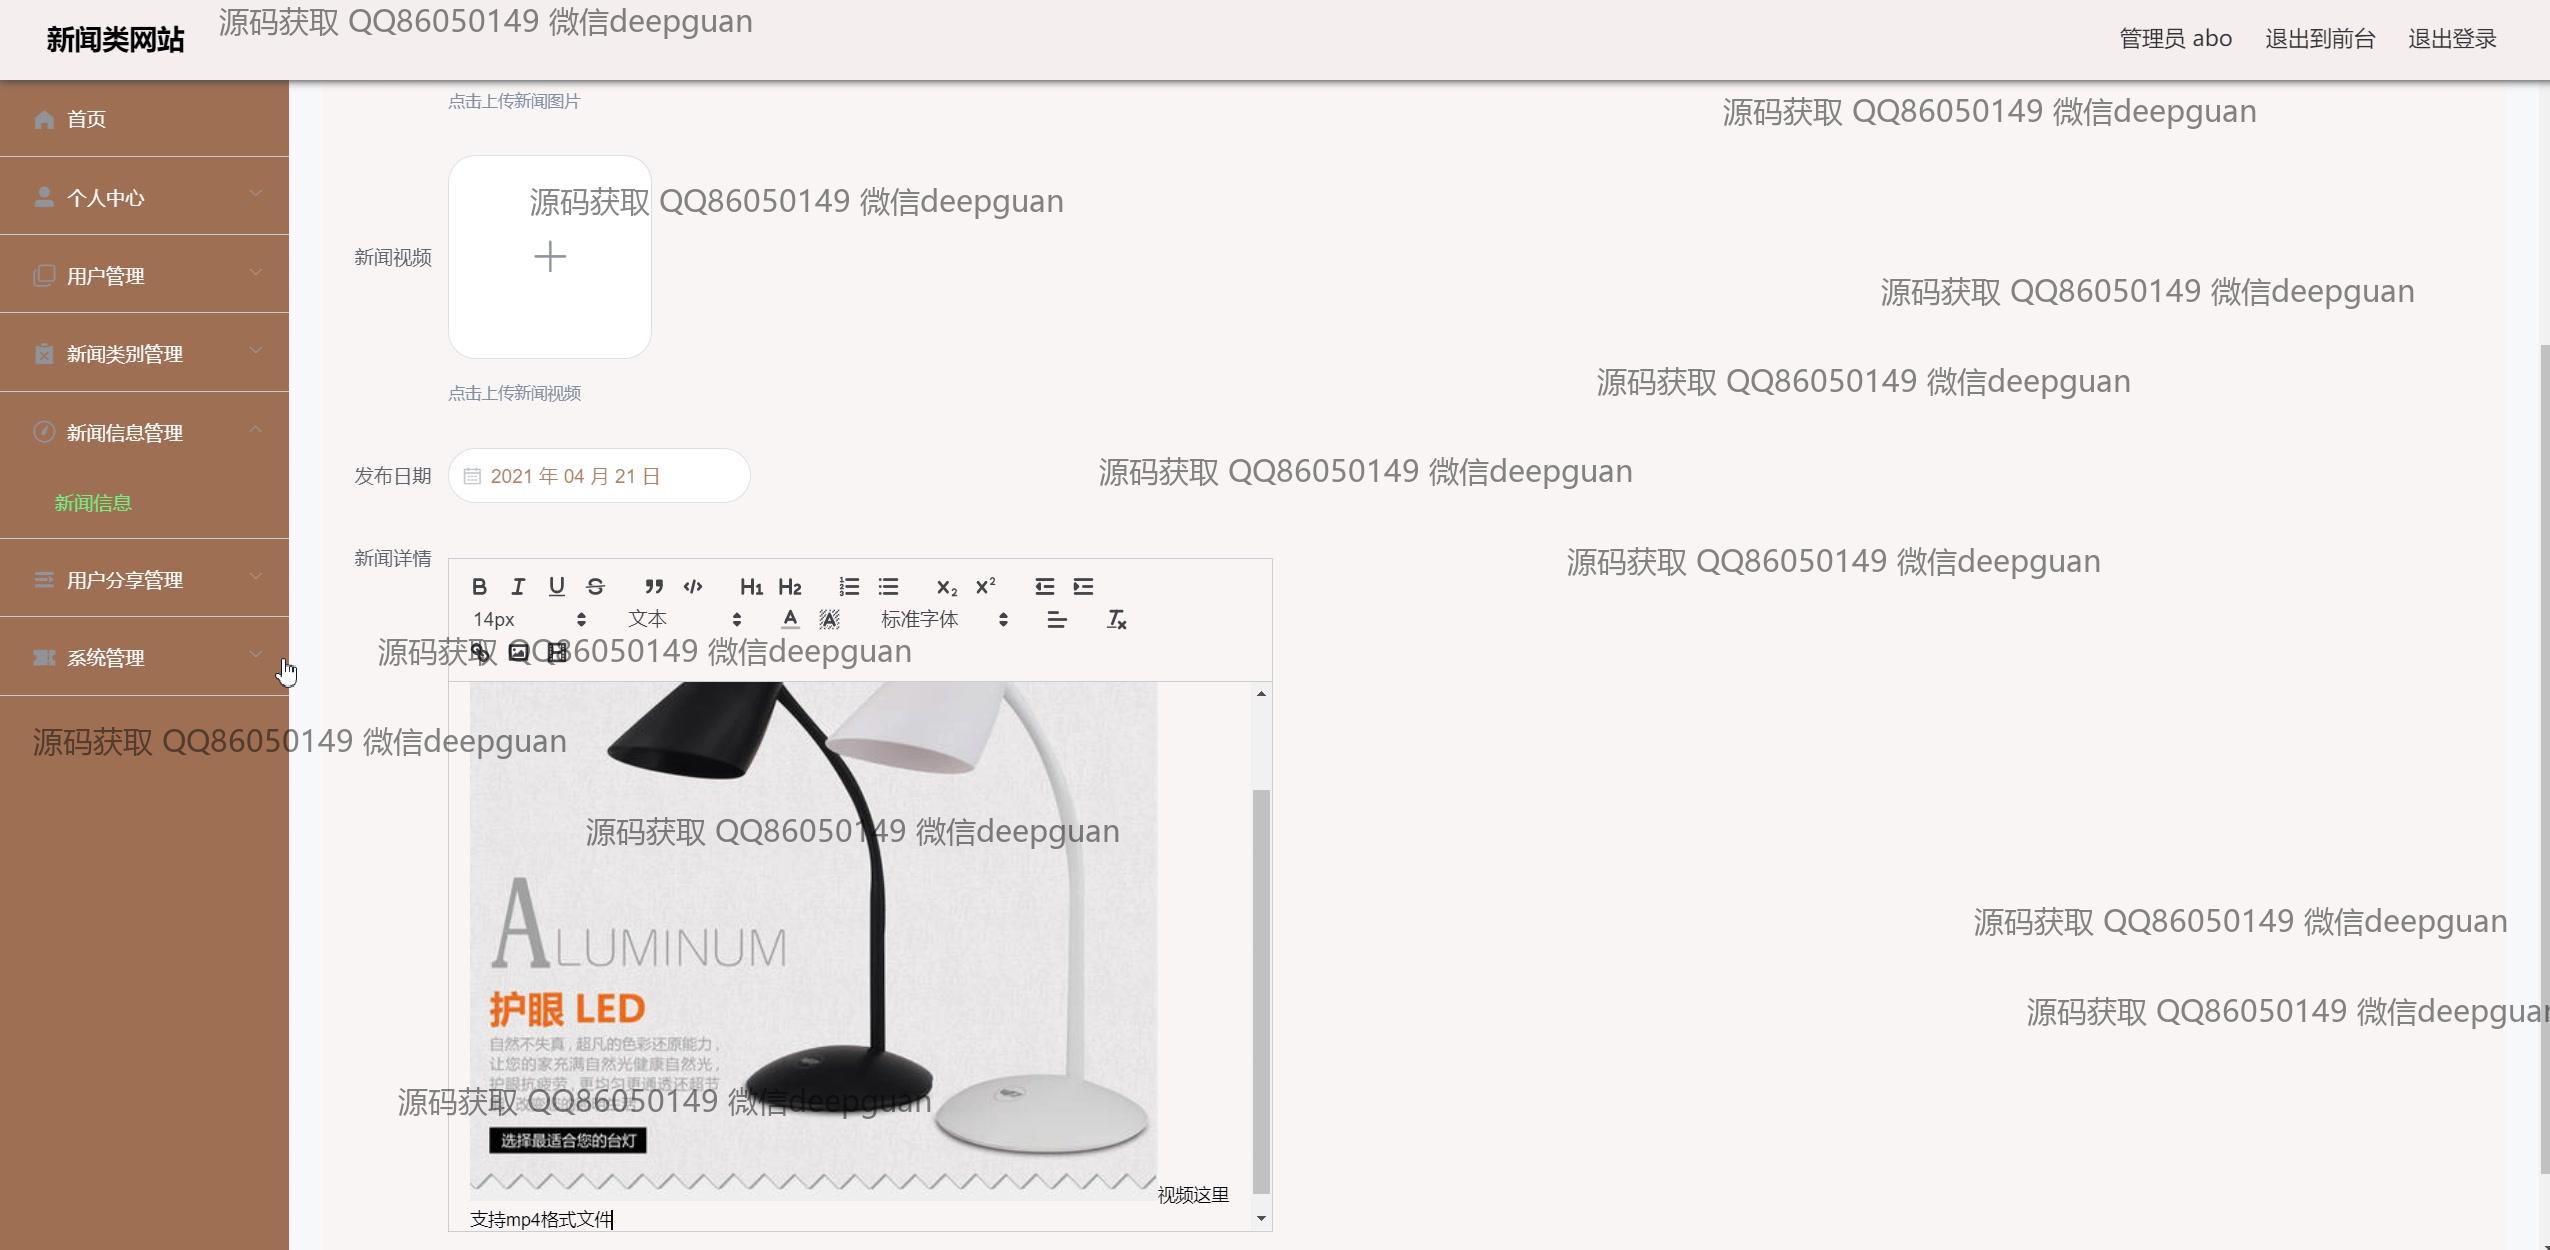 新闻类网站
源码获取 QQ86050149 微信deepguan
管理员 abo
退出到前台
退出登录
首页
个人中心
用户管理
新闻类别管理
新闻信息管理
新闻信息
用户分享管理
系统管理
点击上传新闻图片
源码获取 QQ86050149 微信deepguan
源码获取 QQ86050149 微信deepguan
新闻视频
源码获取 QQ86050149 微信deepguan
源码获取 QQ86050149 微信deepguan
点击上传新闻视频
发布日期
2021 年 04 月 21 日
源码获取 QQ86050149 微信deepguan
新闻详情
源码获取 QQ86050149 微信deepguan
B I U S H1 H2 X2 X2
14px 文本 A A 标准字体
源码获取 QQ86050149 微信deepguan
源码获取 QQ86050149 微信deepguan
源码获取 QQ86050149 微信deepguan
ALUMINUM
源码获取 QQ86050149 微信deepguan
护眼 LED
源码获取 QQ86050149 微信deepguan
自然不失真，超凡的色彩还原能力，
让您的家充满自然光健康自然光，
护眼抗疲劳，更均匀更通透还超节
源码获取 QQ86050149 微信deepguan
选择最适合您的台灯
视频这里
支持mp4格式文件